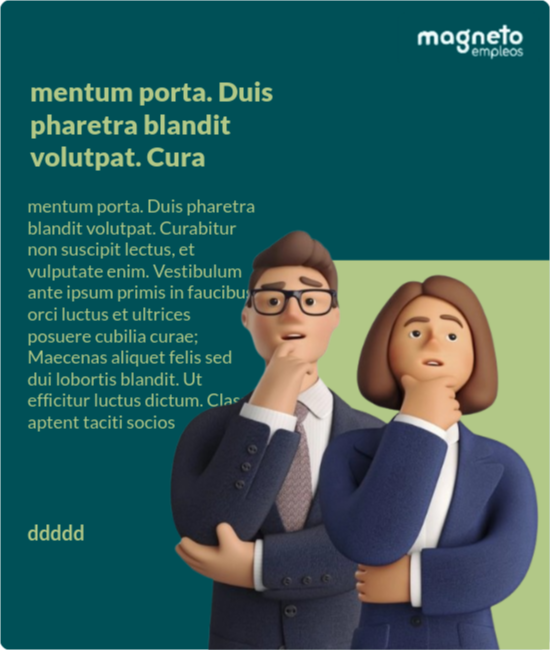 magneto
empleos
mentum porta. Duis
pharetra blandit
volutpat. Cura
mentum porta. Duis pharetra
blandit volutpat. Curabitur
non suscipit lectus, et
vulputate enim. Vestibulum
ante ipsum primis in faucibus
orci luctus et ultrices
posuere cubilia curae;
Maecenas aliquet felis sed
dui lobortis blandit. Ut
efficitur luctus dictum. Clas
aptent taciti socios
ddddd